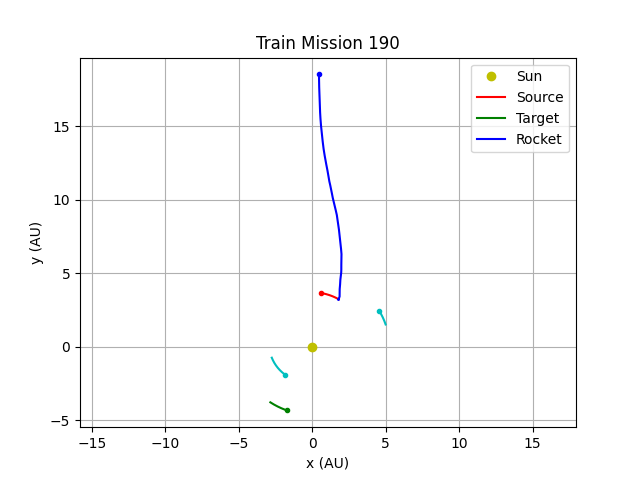 Train Mission 190
Sun
Source
Target
Rocket
y (AU)
15
10
5
0
−5
−15
−10
−5
0
5
10
15
x (AU)